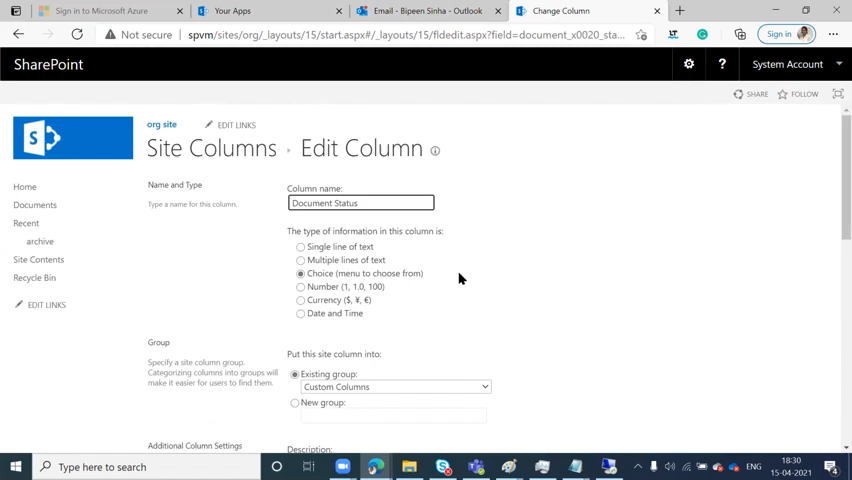 Sign in to Microsoft Azure
Your Apps
Email - Bipeen Sinha - Outlook
Change Column
Not secure
spvm/sites/org/_layouts/15/start.aspx#/_layouts/15/fldedit.aspx?field=document_x0020_sta...
Sign in
SharePoint
System Account
SHARE
FOLLOW
org site
EDIT LINKS
Site Columns
Edit Column
Home
Documents
Recent
archive
Site Contents
Recycle Bin
EDIT LINKS
Name and Type
Type a name for this column.
Column name:
Document Status
The type of information in this column is:
Single line of text
Multiple lines of text
Choice (menu to choose from)
Number (1, 1.0, 100)
Currency ($, ¥, €)
Date and Time
Group
Specify a site column group.
Categorizing columns into groups will
make it easier for users to find them.
Put this site column into:
Existing group:
Custom Columns
New group:
Additional Column Settings
Description:
Type here to search
ENG
18:30
15-04-2021
4